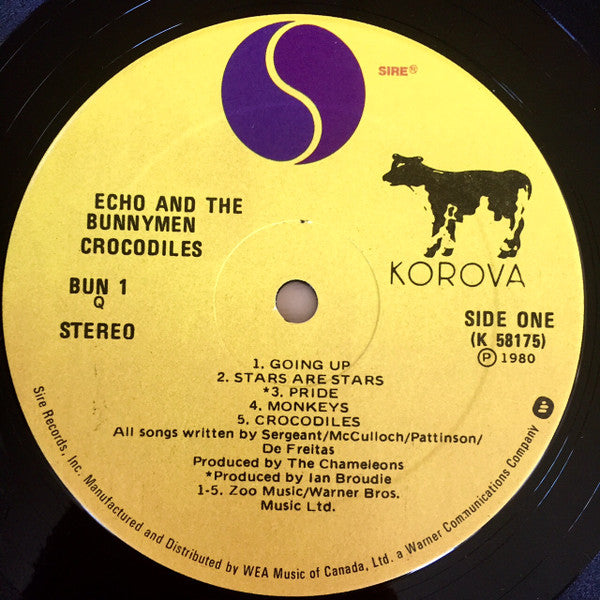 SIRE®
ECHO AND THE
BUNNYMEN
CROCODILES
BUN 1
Q
STEREO
KOROVA
SIDE ONE
(K 58175)
Ⓟ 1980
1. GOING UP
2. STARS ARE STARS
*3. PRIDE
4. MONKEYS
5. CROCODILES
All songs written by Sergeant/McCulloch/Pattinson/
De Freitas
Produced by The Chameleons
*Produced by Ian Broudie
1-5. Zoo Music/Warner Bros.
Music Ltd.
Sire Records, Inc. Manufactured and Distributed by WEA Music of Canada, Ltd. a Warner Communications Company